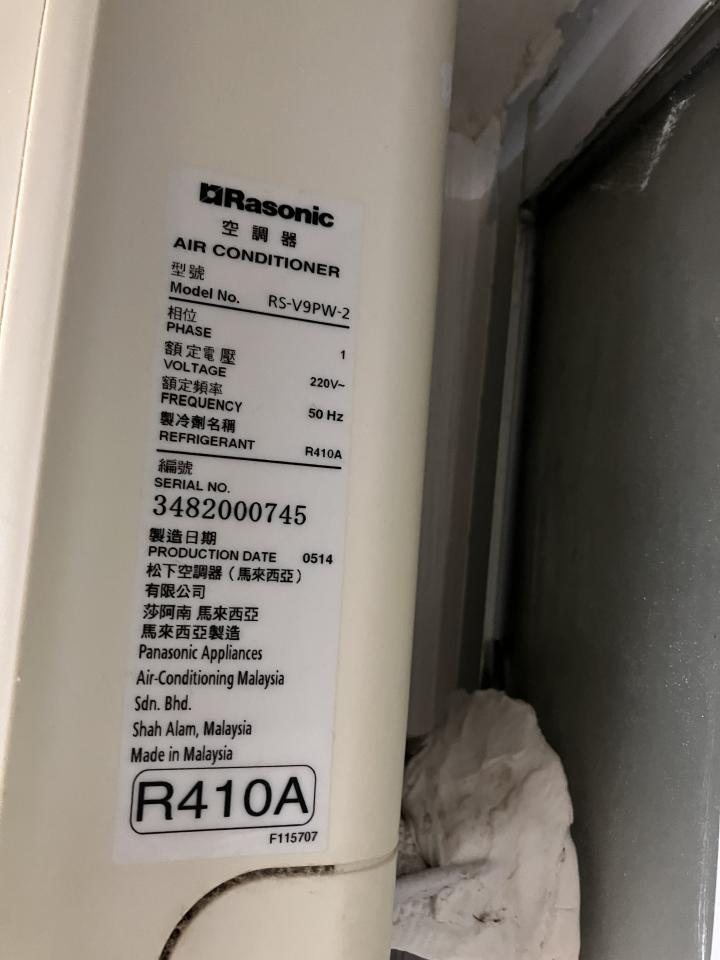 Rasonic
空調器
AIR CONDITIONER
型號
Model No. RS-V9PW-2
相位
PHASE 1
額定電壓
VOLTAGE 220V~
額定頻率
FREQUENCY 50 Hz
製冷劑名稱
REFRIGERANT R410A
編號
SERIAL NO.
3482000745
製造日期
PRODUCTION DATE 0514
松下空調器（馬來西亞）
有限公司
莎阿南 馬來西亞
馬來西亞製造
Panasonic Appliances
Air-Conditioning Malaysia
Sdn. Bhd.
Shah Alam, Malaysia
Made in Malaysia
R410A
F115707